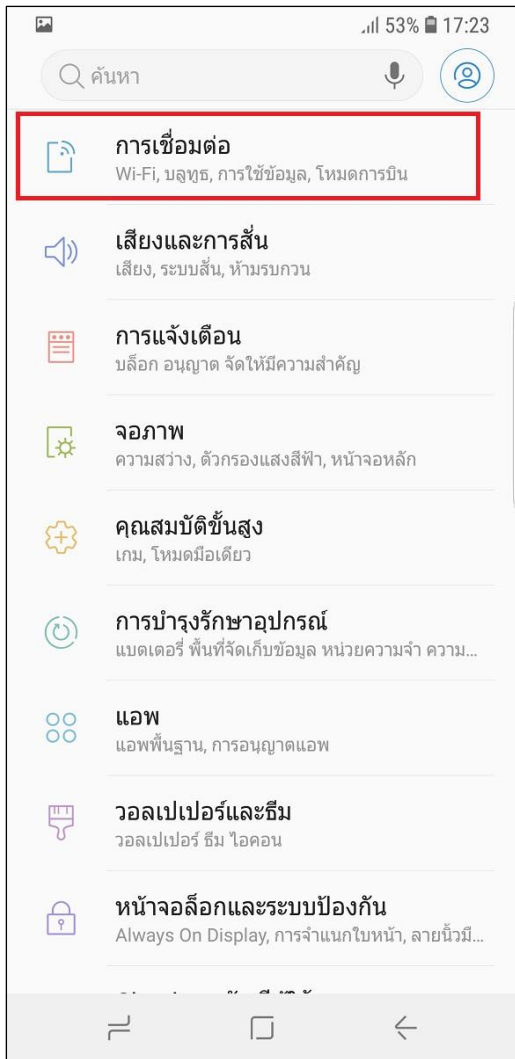 53% 17:23
ค้นหา
การเชื่อมต่อ
Wi-Fi, บลูทูธ, การใช้ข้อมูล, โหมดการบิน
เสียงและการสั่น
เสียง, ระบบสั่น, ห้ามรบกวน
การแจ้งเตือน
บล็อก อนุญาต จัดให้มีความสำคัญ
จอภาพ
ความสว่าง, ตัวกรองแสงสีฟ้า, หน้าจอหลัก
คุณสมบัติขั้นสูง
เกม, โหมดมือเดียว
การบำรุงรักษาอุปกรณ์
แบตเตอรี่ พื้นที่จัดเก็บข้อมูล หน่วยความจำ ความ...
แอพ
แอพพื้นฐาน, การอนุญาตแอพ
วอลเปเปอร์และธีม
วอลเปเปอร์ ธีม ไอคอน
หน้าจอล็อกและระบบป้องกัน
Always On Display, การจำแนกใบหน้า, ลายนิ้วมื...